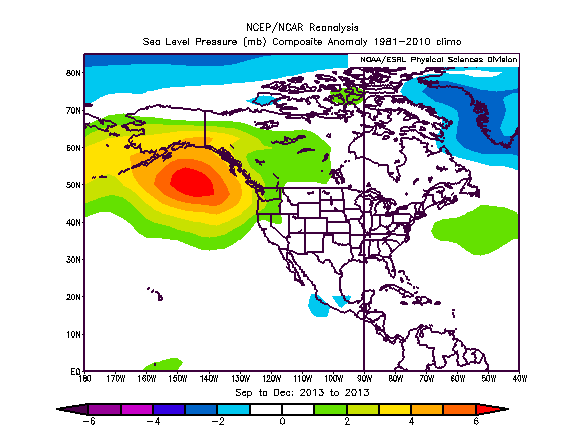 NCEP/NCAR Reanalysis
Sea Level Pressure (mb) Composite Anomaly 1981-2010 climo
NOAA/ESRL Physical Sciences Division
80N
70N
60N
50N
40N
30N
20N
10N
EQ
180 170W 160W 150W 140W 130W 120W 110W 100W 90W 80W 70W 60W 50W 40W
Sep to Dec: 2013 to 2013
-6 -4 -2 0 2 4 6